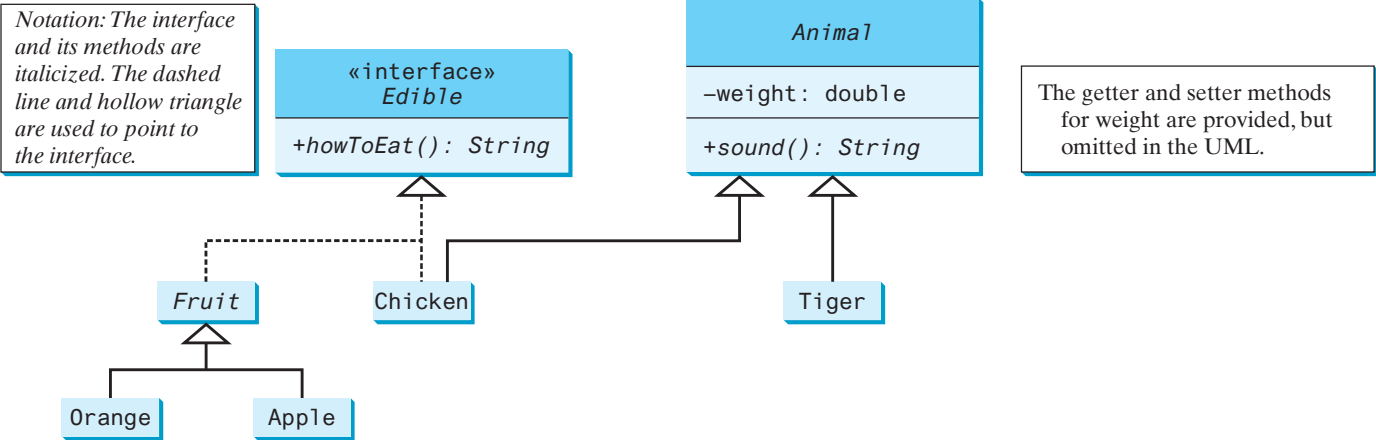 Notation: The interface
and its methods are
italicized. The dashed
line and hollow triangle
are used to point to
the interface.
«interface»
Edible
+howToEat(): String
Animal
–weight: double
+sound(): String
The getter and setter methods
for weight are provided, but
omitted in the UML.
Fruit
Chicken
Tiger
Orange
Apple